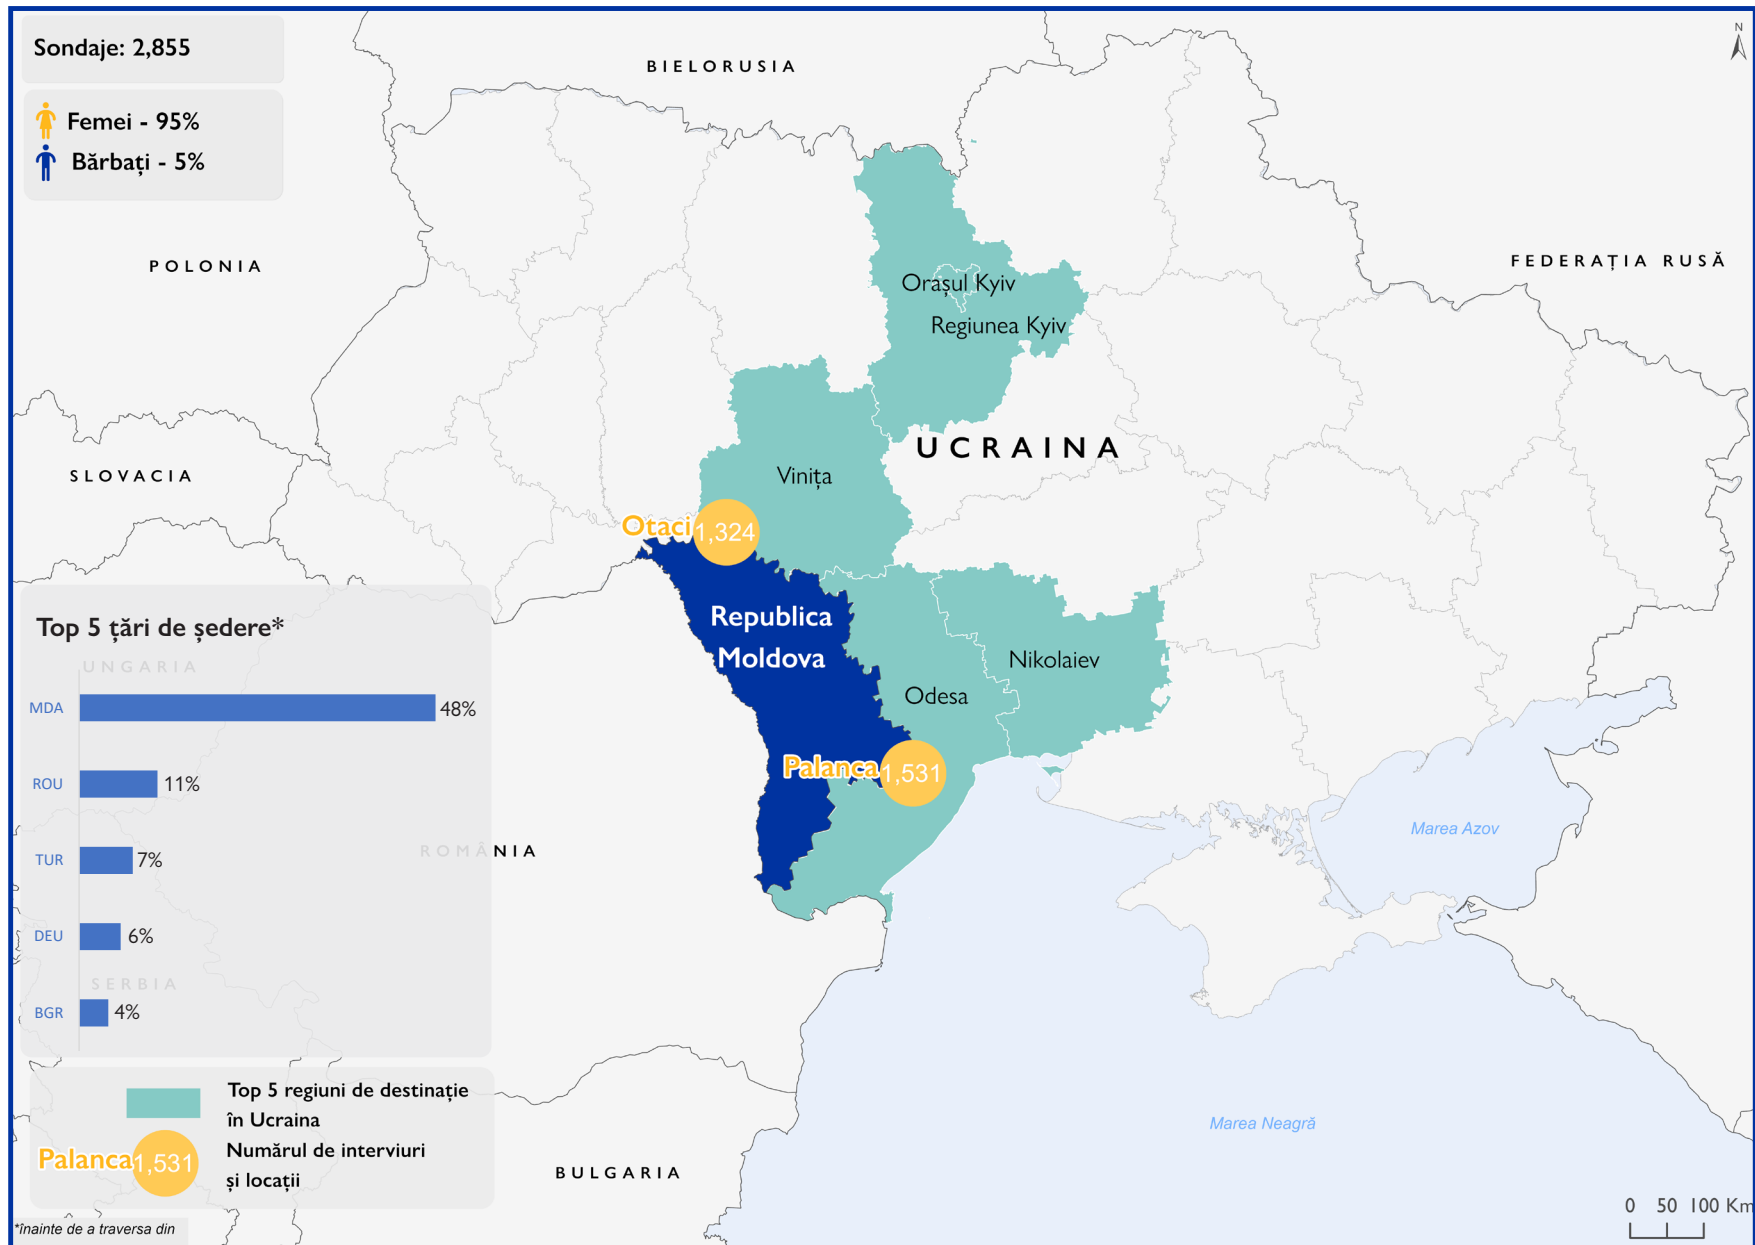 Sondaje: 2,855
Femei - 95%
Bărbați - 5%
N
BIELORUSIA
POLONIA
FEDERAȚIA RUSĂ
Orașul Kyiv
Regiunea Kyiv
UCRAINA
SLOVACIA
Vinița
Otaci 1,324
Republica
Moldova
Nikolaiev
Odesa
Palanca 1,531
Top 5 țări de ședere*
UNGARIA
MDA 48%
ROU 11%
TUR 7%
DEU 6%
SERBIA
BGR 4%
ROMÂNIA
Marea Azov
Marea Neagră
BULGARIA
Top 5 regiuni de destinație
în Ucraina
Palanca 1,531
Numărul de interviuri
și locații
*înainte de a traversa din
0 50 100 Km